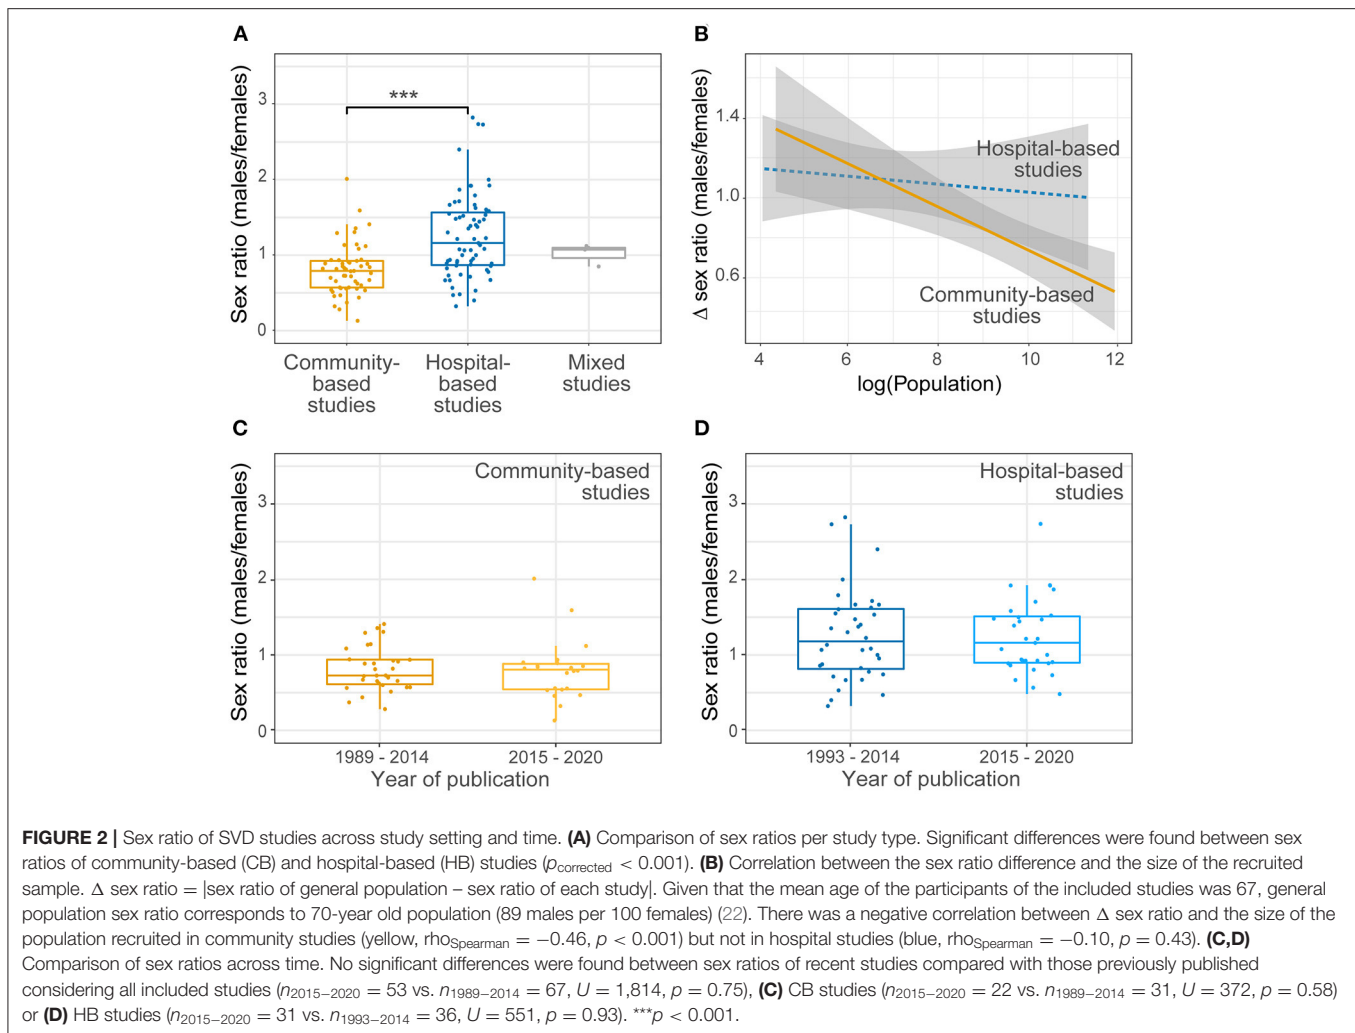 A
Sex ratio (males/females)
3
2
1
0
***
Community-
based
studies
Hospital-
based
studies
Mixed
studies
B
Δ sex ratio (males/females)
1.4
1.0
0.6
Hospital-based
studies
Community-based
studies
4 6 8 10 12
log(Population)
C
Sex ratio (males/females)
3
2
1
0
Community-based
studies
1989 - 2014 2015 - 2020
Year of publication
D
Sex ratio (males/females)
3
2
1
0
Hospital-based
studies
1993 - 2014 2015 - 2020
Year of publication
FIGURE 2 | Sex ratio of SVD studies across study setting and time. (A) Comparison of sex ratios per study type. Significant differences were found between sex
ratios of community-based (CB) and hospital-based (HB) studies (pcorrected < 0.001). (B) Correlation between the sex ratio difference and the size of the recruited
sample. Δ sex ratio = |sex ratio of general population – sex ratio of each study|. Given that the mean age of the participants of the included studies was 67, general
population sex ratio corresponds to 70-year old population (89 males per 100 females) (22). There was a negative correlation between Δ sex ratio and the size of the
population recruited in community studies (yellow, rhoSpearman = −0.46, p < 0.001) but not in hospital studies (blue, rhoSpearman = −0.10, p = 0.43). (C,D)
Comparison of sex ratios across time. No significant differences were found between sex ratios of recent studies compared with those previously published
considering all included studies (n2015–2020 = 53 vs. n1989–2014 = 67, U = 1,814, p = 0.75), (C) CB studies (n2015–2020 = 22 vs. n1989–2014 = 31, U = 372, p = 0.58)
or (D) HB studies (n2015–2020 = 31 vs. n1993–2014 = 36, U = 551, p = 0.93). ***p < 0.001.